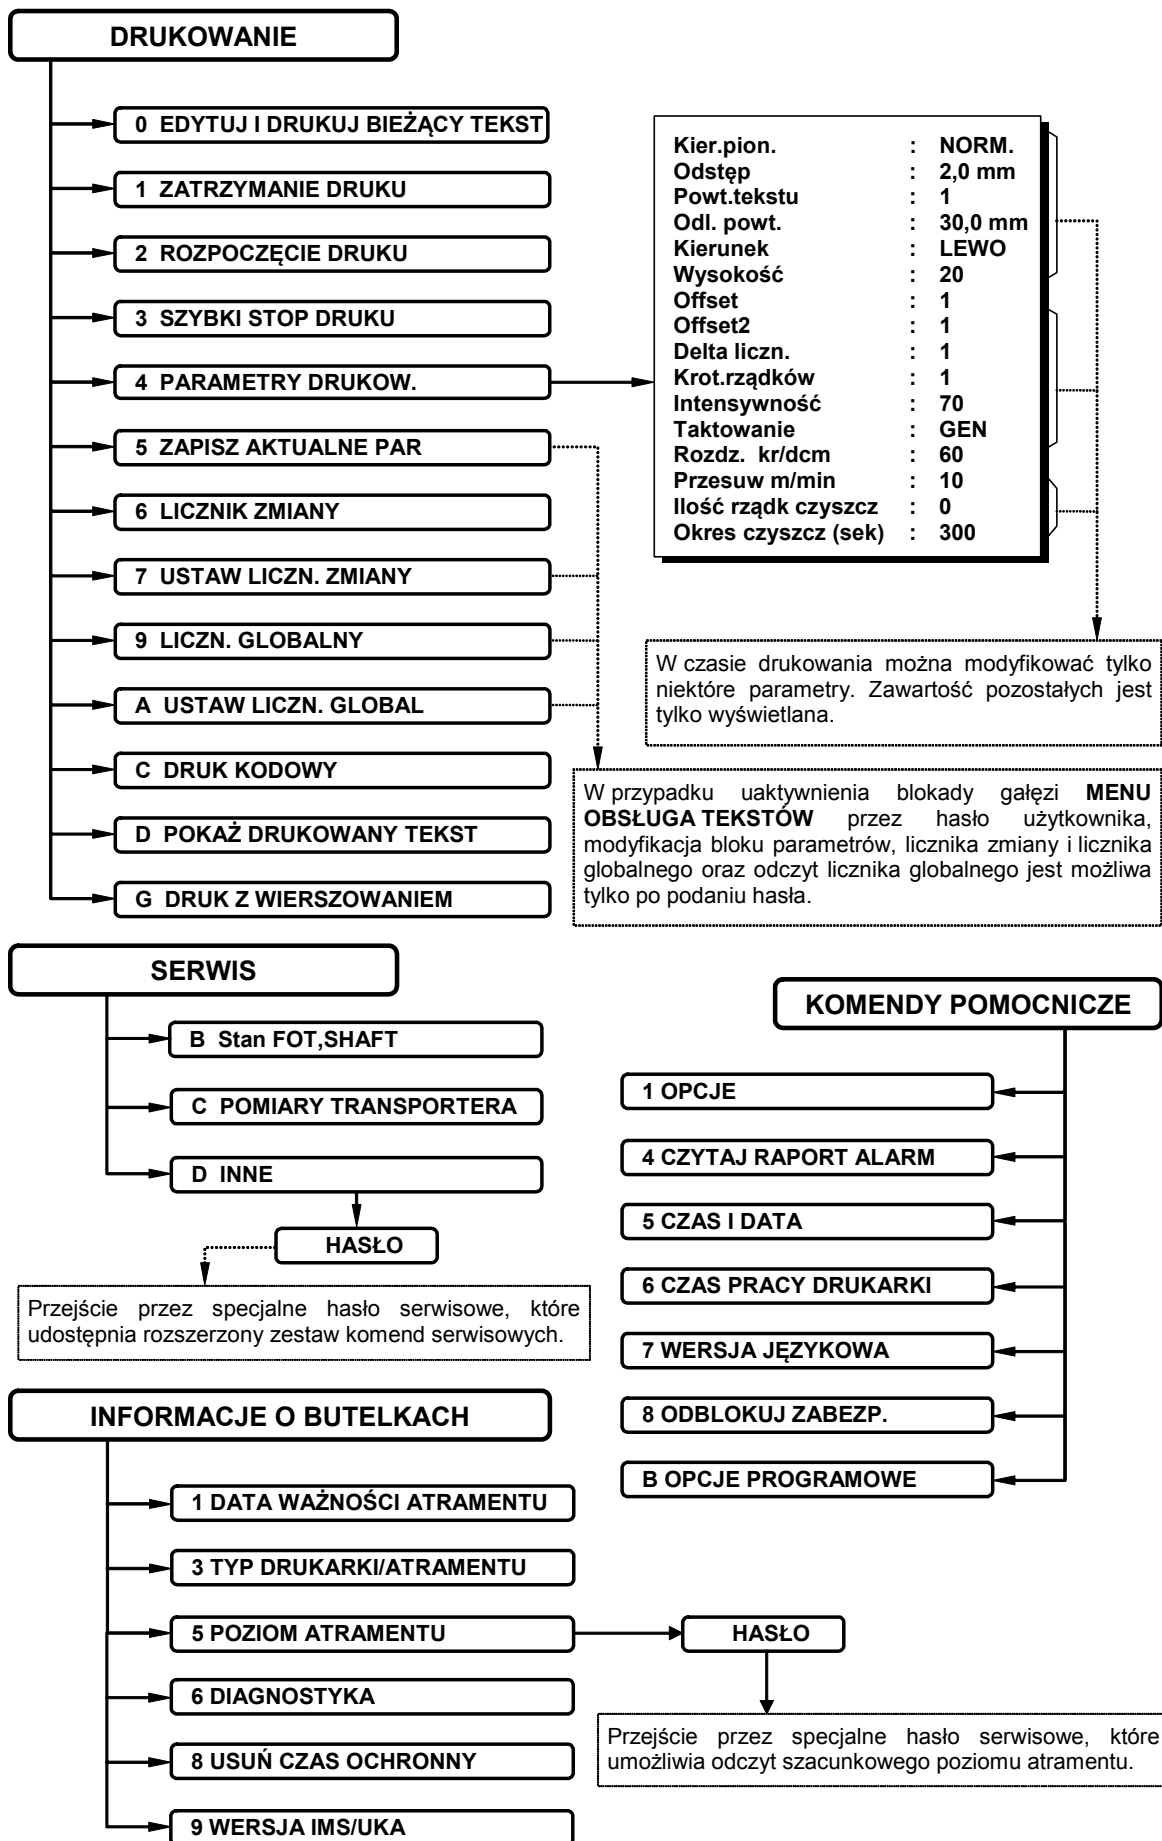 DRUKOWANIE
0 EDYTUJ I DRUKUJ BIEŻĄCY TEKST
1 ZATRZYMANIE DRUKU
2 ROZPOCZĘCIE DRUKU
3 SZYBKI STOP DRUKU
4 PARAMETRY DRUKOW.
5 ZAPISZ AKTUALNE PAR
6 LICZNIK ZMIANY
7 USTAW LICZN. ZMIANY
9 LICZN. GLOBALNY
A USTAW LICZN. GLOBAL
C DRUK KODOWY
D POKAŻ DRUKOWANY TEKST
G DRUK Z WIERSZOWANIEM
Kier.pion. : NORM.
Odstęp : 2,0 mm
Powt.tekstu : 1
Odl. powt. : 30,0 mm
Kierunek : LEWO
Wysokość : 20
Offset : 1
Offset2 : 1
Delta liczn. : 1
Krot.rządków : 1
Intensywność : 70
Taktowanie : GEN
Rozdz. kr/dcm : 60
Przesuw m/min : 10
Ilość rządk czyszcz : 0
Okres czyszcz (sek) : 300
W czasie drukowania można modyfikować tylko
niektóre parametry. Zawartość pozostałych jest
tylko wyświetlana.
W przypadku uaktywnienia blokady gałęzi MENU
OBSŁUGA TEKSTÓW przez hasło użytkownika,
modyfikacja bloku parametrów, licznika zmiany i licznika
globalnego oraz odczyt licznika globalnego jest możliwa
tylko po podaniu hasła.
SERWIS
B Stan FOT,SHAFT
C POMIARY TRANSPORTERA
D INNE
HASŁO
Przejście przez specjalne hasło serwisowe, które
udostępnia rozszerzony zestaw komend serwisowych.
KOMENDY POMOCNICZE
1 OPCJE
4 CZYTAJ RAPORT ALARM
5 CZAS I DATA
6 CZAS PRACY DRUKARKI
7 WERSJA JĘZYKOWA
8 ODBLOKUJ ZABEZP.
B OPCJE PROGRAMOWE
INFORMACJE O BUTELKACH
1 DATA WAŻNOŚCI ATRAMENTU
3 TYP DRUKARKI/ATRAMENTU
5 POZIOM ATRAMENTU
6 DIAGNOSTYKA
8 USUŃ CZAS OCHRONNY
9 WERSJA IMS/UKA
HASŁO
Przejście przez specjalne hasło serwisowe, które
umożliwia odczyt szacunkowego poziomu atramentu.